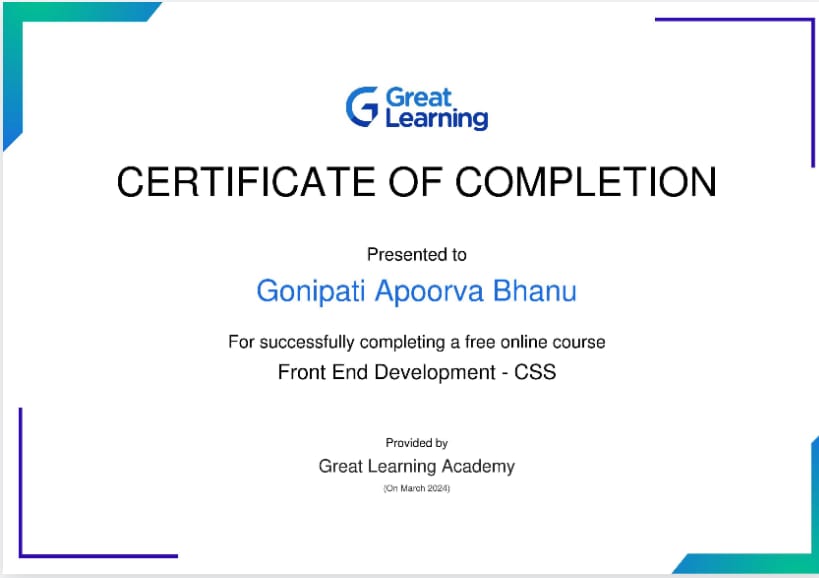 Great
Learning
CERTIFICATE OF COMPLETION
Presented to
Gonipati Apoorva Bhanu
For successfully completing a free online course
Front End Development - CSS
Provided by
Great Learning Academy
(On March 2024)